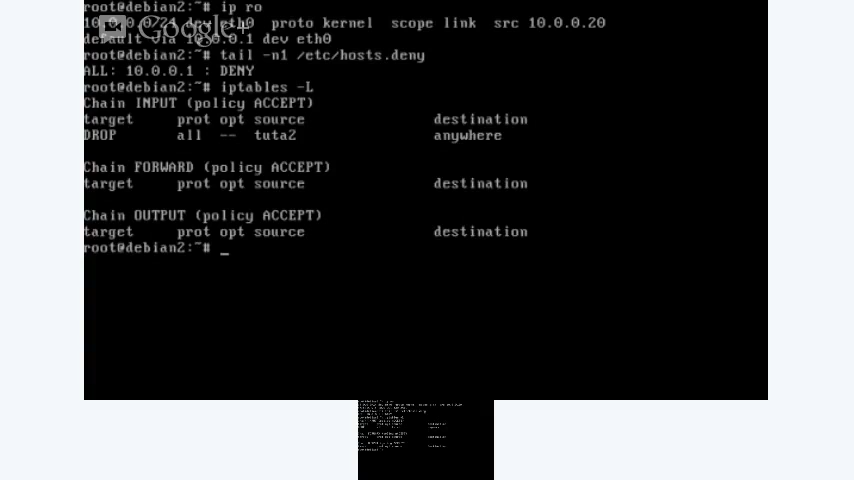 root@debian2:~# ip ro
10.0.0.0/24 dev eth0  proto kernel  scope link  src 10.0.0.20
Google+
default via 10.0.0.1 dev eth0
root@debian2:~# tail -n1 /etc/hosts.deny
ALL: 10.0.0.1 : DENY
root@debian2:~# iptables -L
Chain INPUT (policy ACCEPT)
target     prot opt source               destination
DROP       all  --  tuta2                anywhere

Chain FORWARD (policy ACCEPT)
target     prot opt source               destination

Chain OUTPUT (policy ACCEPT)
target     prot opt source               destination
root@debian2:~# _